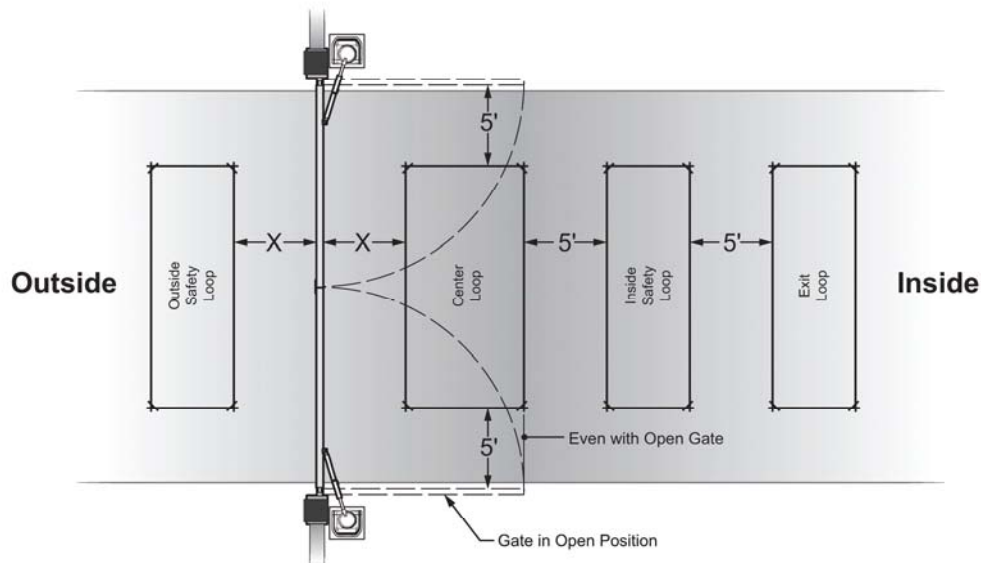 5'
Outside
Outside
Safety
Loop
X
X
Center
Loop
5'
Inside
Safety
Loop
5'
Exit
Loop
Inside
5'
Even with Open Gate
Gate in Open Position